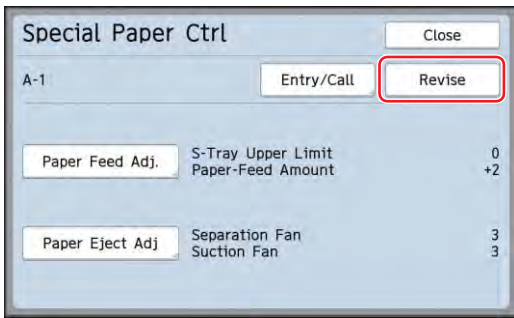 Special Paper Ctrl
Close
A-1
Entry/Call
Revise
Paper Feed Adj.
S-Tray Upper Limit 0
Paper-Feed Amount +2
Paper Eject Adj
Separation Fan 3
Suction Fan 3